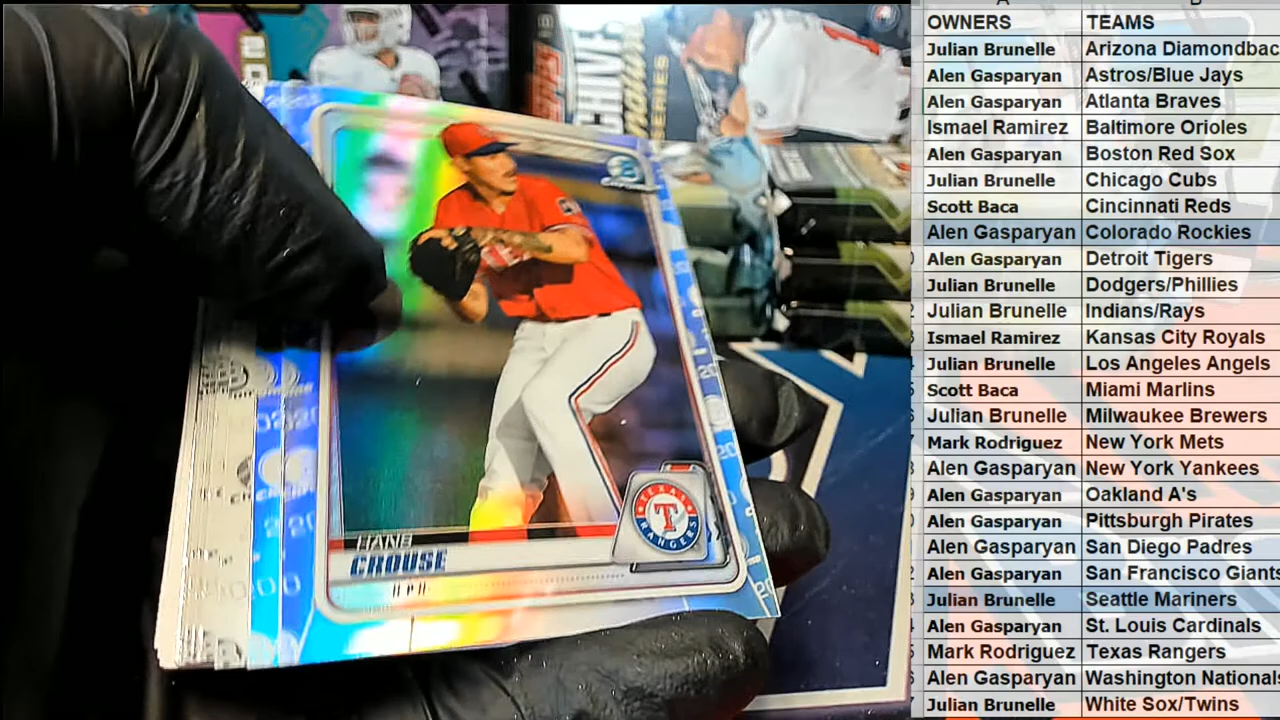 OWNERS TEAMS
Julian Brunelle Arizona Diamondbac
Alen Gasparyan Astros/Blue Jays
Alen Gasparyan Atlanta Braves
Ismael Ramirez Baltimore Orioles
Alen Gasparyan Boston Red Sox
Julian Brunelle Chicago Cubs
Scott Baca Cincinnati Reds
Alen Gasparyan Colorado Rockies
Alen Gasparyan Detroit Tigers
Julian Brunelle Dodgers/Phillies
Julian Brunelle Indians/Rays
Ismael Ramirez Kansas City Royals
Julian Brunelle Los Angeles Angels
Scott Baca Miami Marlins
Julian Brunelle Milwaukee Brewers
Mark Rodriguez New York Mets
Alen Gasparyan New York Yankees
Alen Gasparyan Oakland A's
Alen Gasparyan Pittsburgh Pirates
Alen Gasparyan San Diego Padres
Alen Gasparyan San Francisco Giants
Julian Brunelle Seattle Mariners
Alen Gasparyan St. Louis Cardinals
Mark Rodriguez Texas Rangers
Alen Gasparyan Washington Nationals
Julian Brunelle White Sox/Twins
CROUSE
TEXAS
T
RANGERS
SERIES